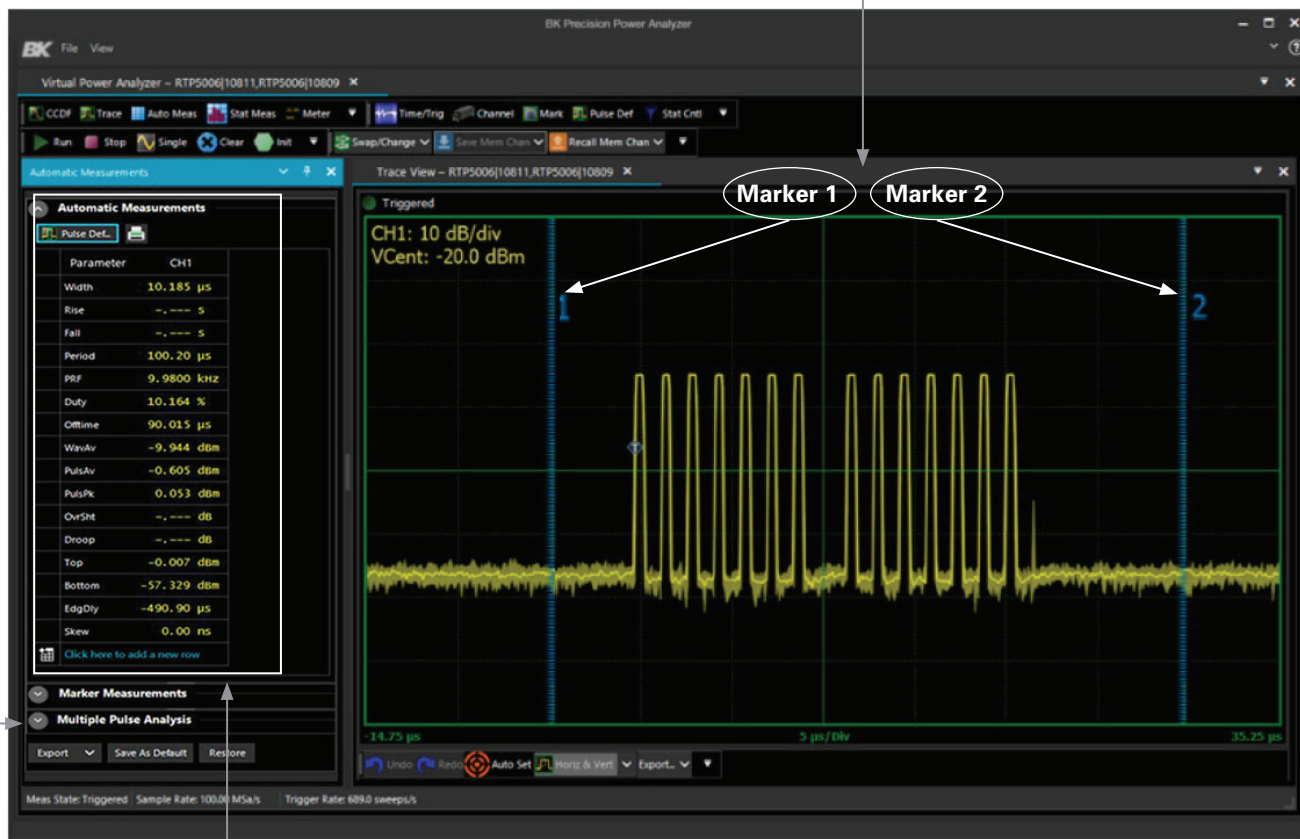 BK Precision Power Analyzer
BK File View
Virtual Power Analyzer – RTP5006|10811,RTP5006|10809
CCDF Trace Auto Meas Stat Meas Meter Time/Trig Channel Mark Pulse Def Stat Cntl
Run Stop Single Clear Init Swap/Change Save Mem Chan Recall Mem Chan
Automatic Measurements
Trace View – RTP5006|10811,RTP5006|10809
Marker 1 Marker 2
Automatic Measurements
Pulse Def..
Parameter CH1
Width 10.185 µs
Rise -.--- s
Fall -.--- s
Period 100.20 µs
PRF 9.9800 kHz
Duty 10.164 %
Offtime 90.015 µs
WavAv -9.944 dBm
PulsAv -0.605 dBm
PulsPk 0.053 dBm
OvrSht -.--- dB
Droop -.--- dB
Top -0.007 dBm
Bottom -57.329 dBm
EdgDly -490.90 µs
Skew 0.00 ns
Click here to add a new row
Marker Measurements
Multiple Pulse Analysis
Export Save As Default Restore
Triggered
CH1: 10 dB/div
VCent: -20.0 dBm
1 2
-14.75 µs 5 µs/Div 35.25 µs
Undo Redo Auto Set Horiz & Vert Export..
Meas State: Triggered Sample Rate: 100.00 MSa/s Trigger Rate: 689.0 sweeps/s